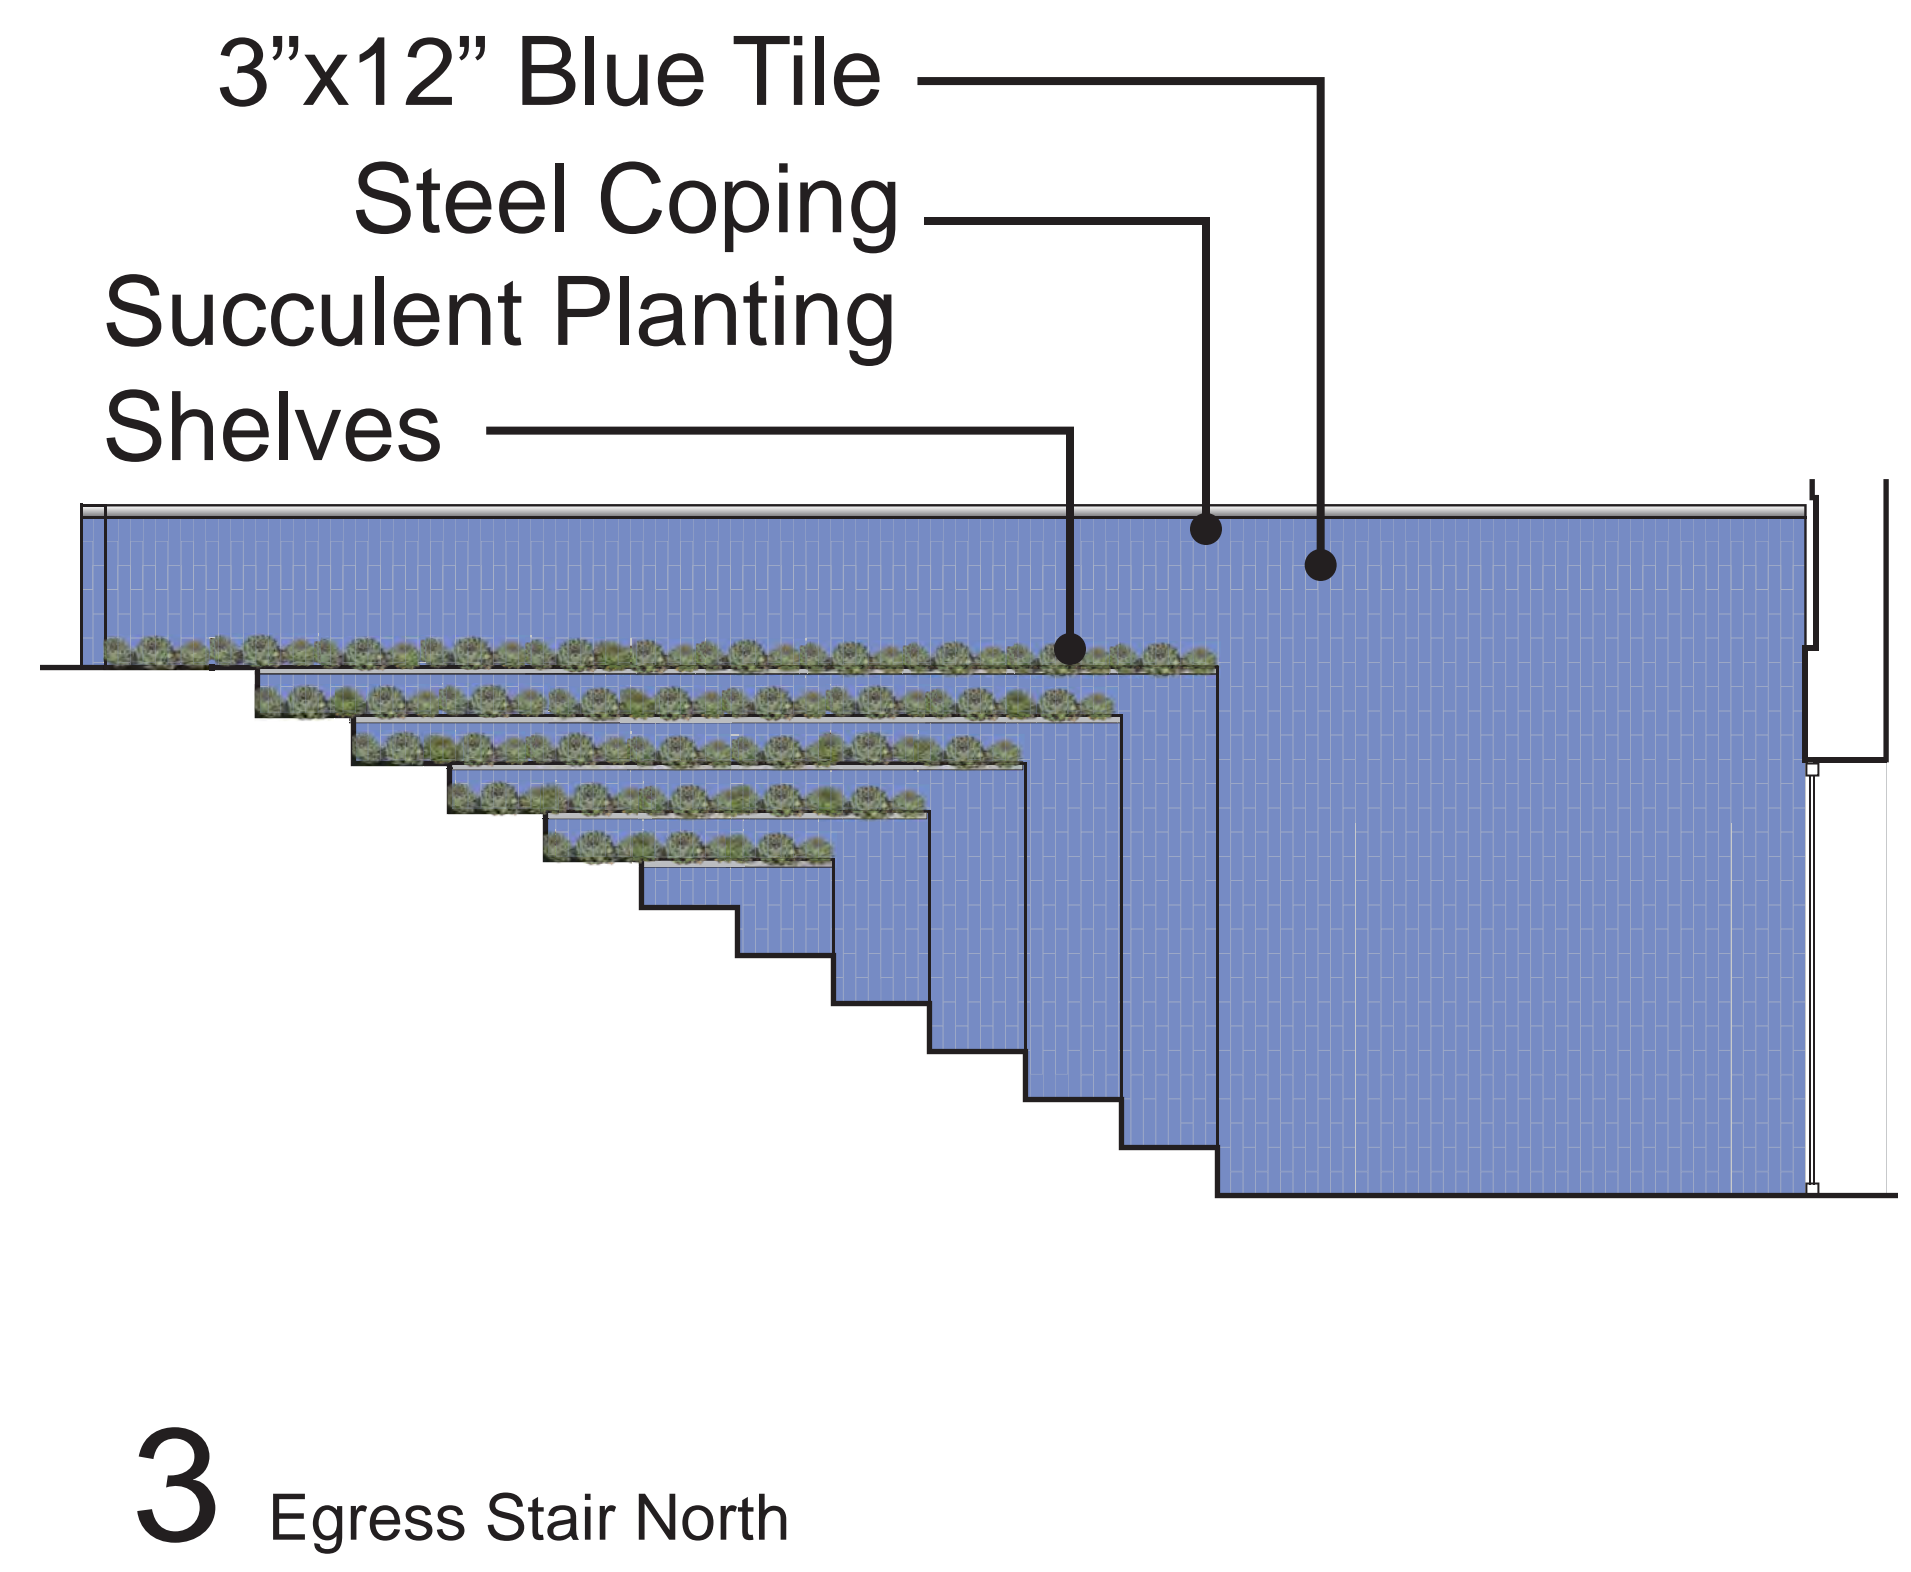 3”x12” Blue Tile
Steel Coping
Succulent Planting
Shelves
3 Egress Stair North